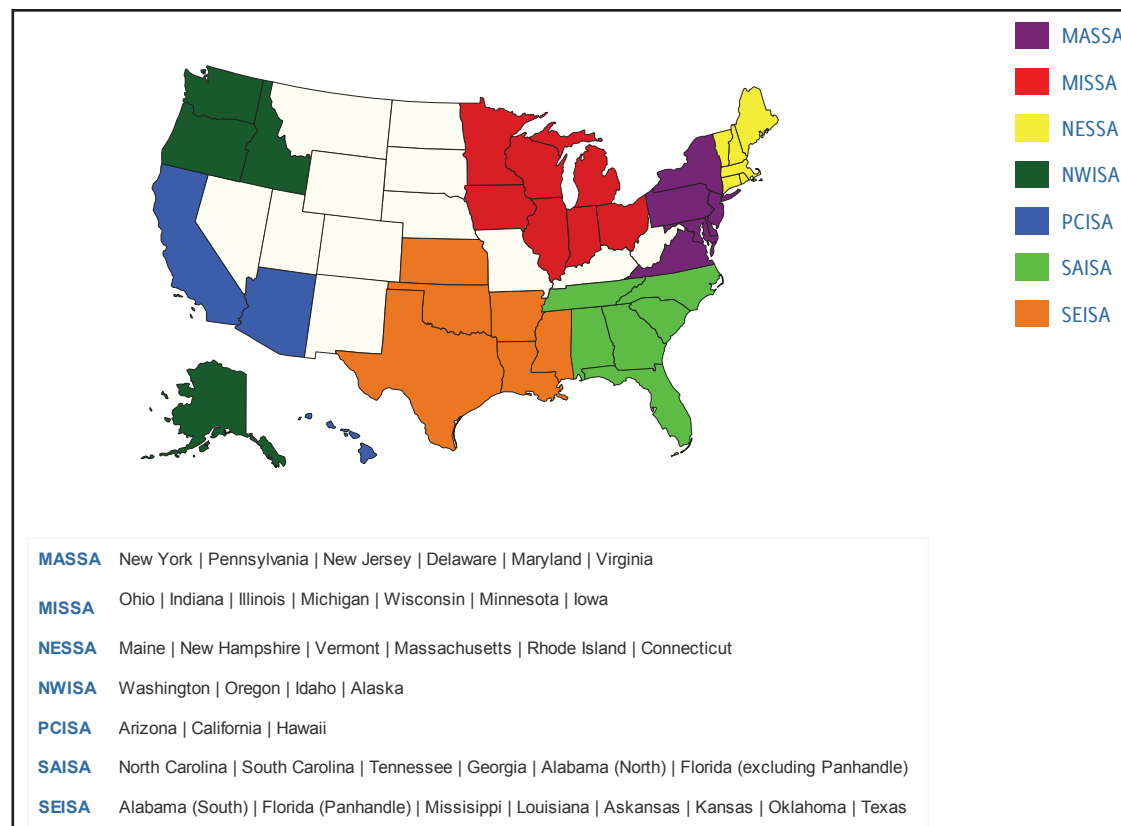 MASSA
MISSA
NESSA
NWISA
PCISA
SAISA
SEISA
MASSA New York | Pennsylvania | New Jersey | Delaware | Maryland | Virginia
MISSA Ohio | Indiana | Illinois | Michigan | Wisconsin | Minnesota | Iowa
NESSA Maine | New Hampshire | Vermont | Massachusetts | Rhode Island | Connecticut
NWISA Washington | Oregon | Idaho | Alaska
PCISA Arizona | California | Hawaii
SAISA North Carolina | South Carolina | Tennessee | Georgia | Alabama (North) | Florida (excluding Panhandle)
SEISA Alabama (South) | Florida (Panhandle) | Missisippi | Louisiana | Askansas | Kansas | Oklahoma | Texas